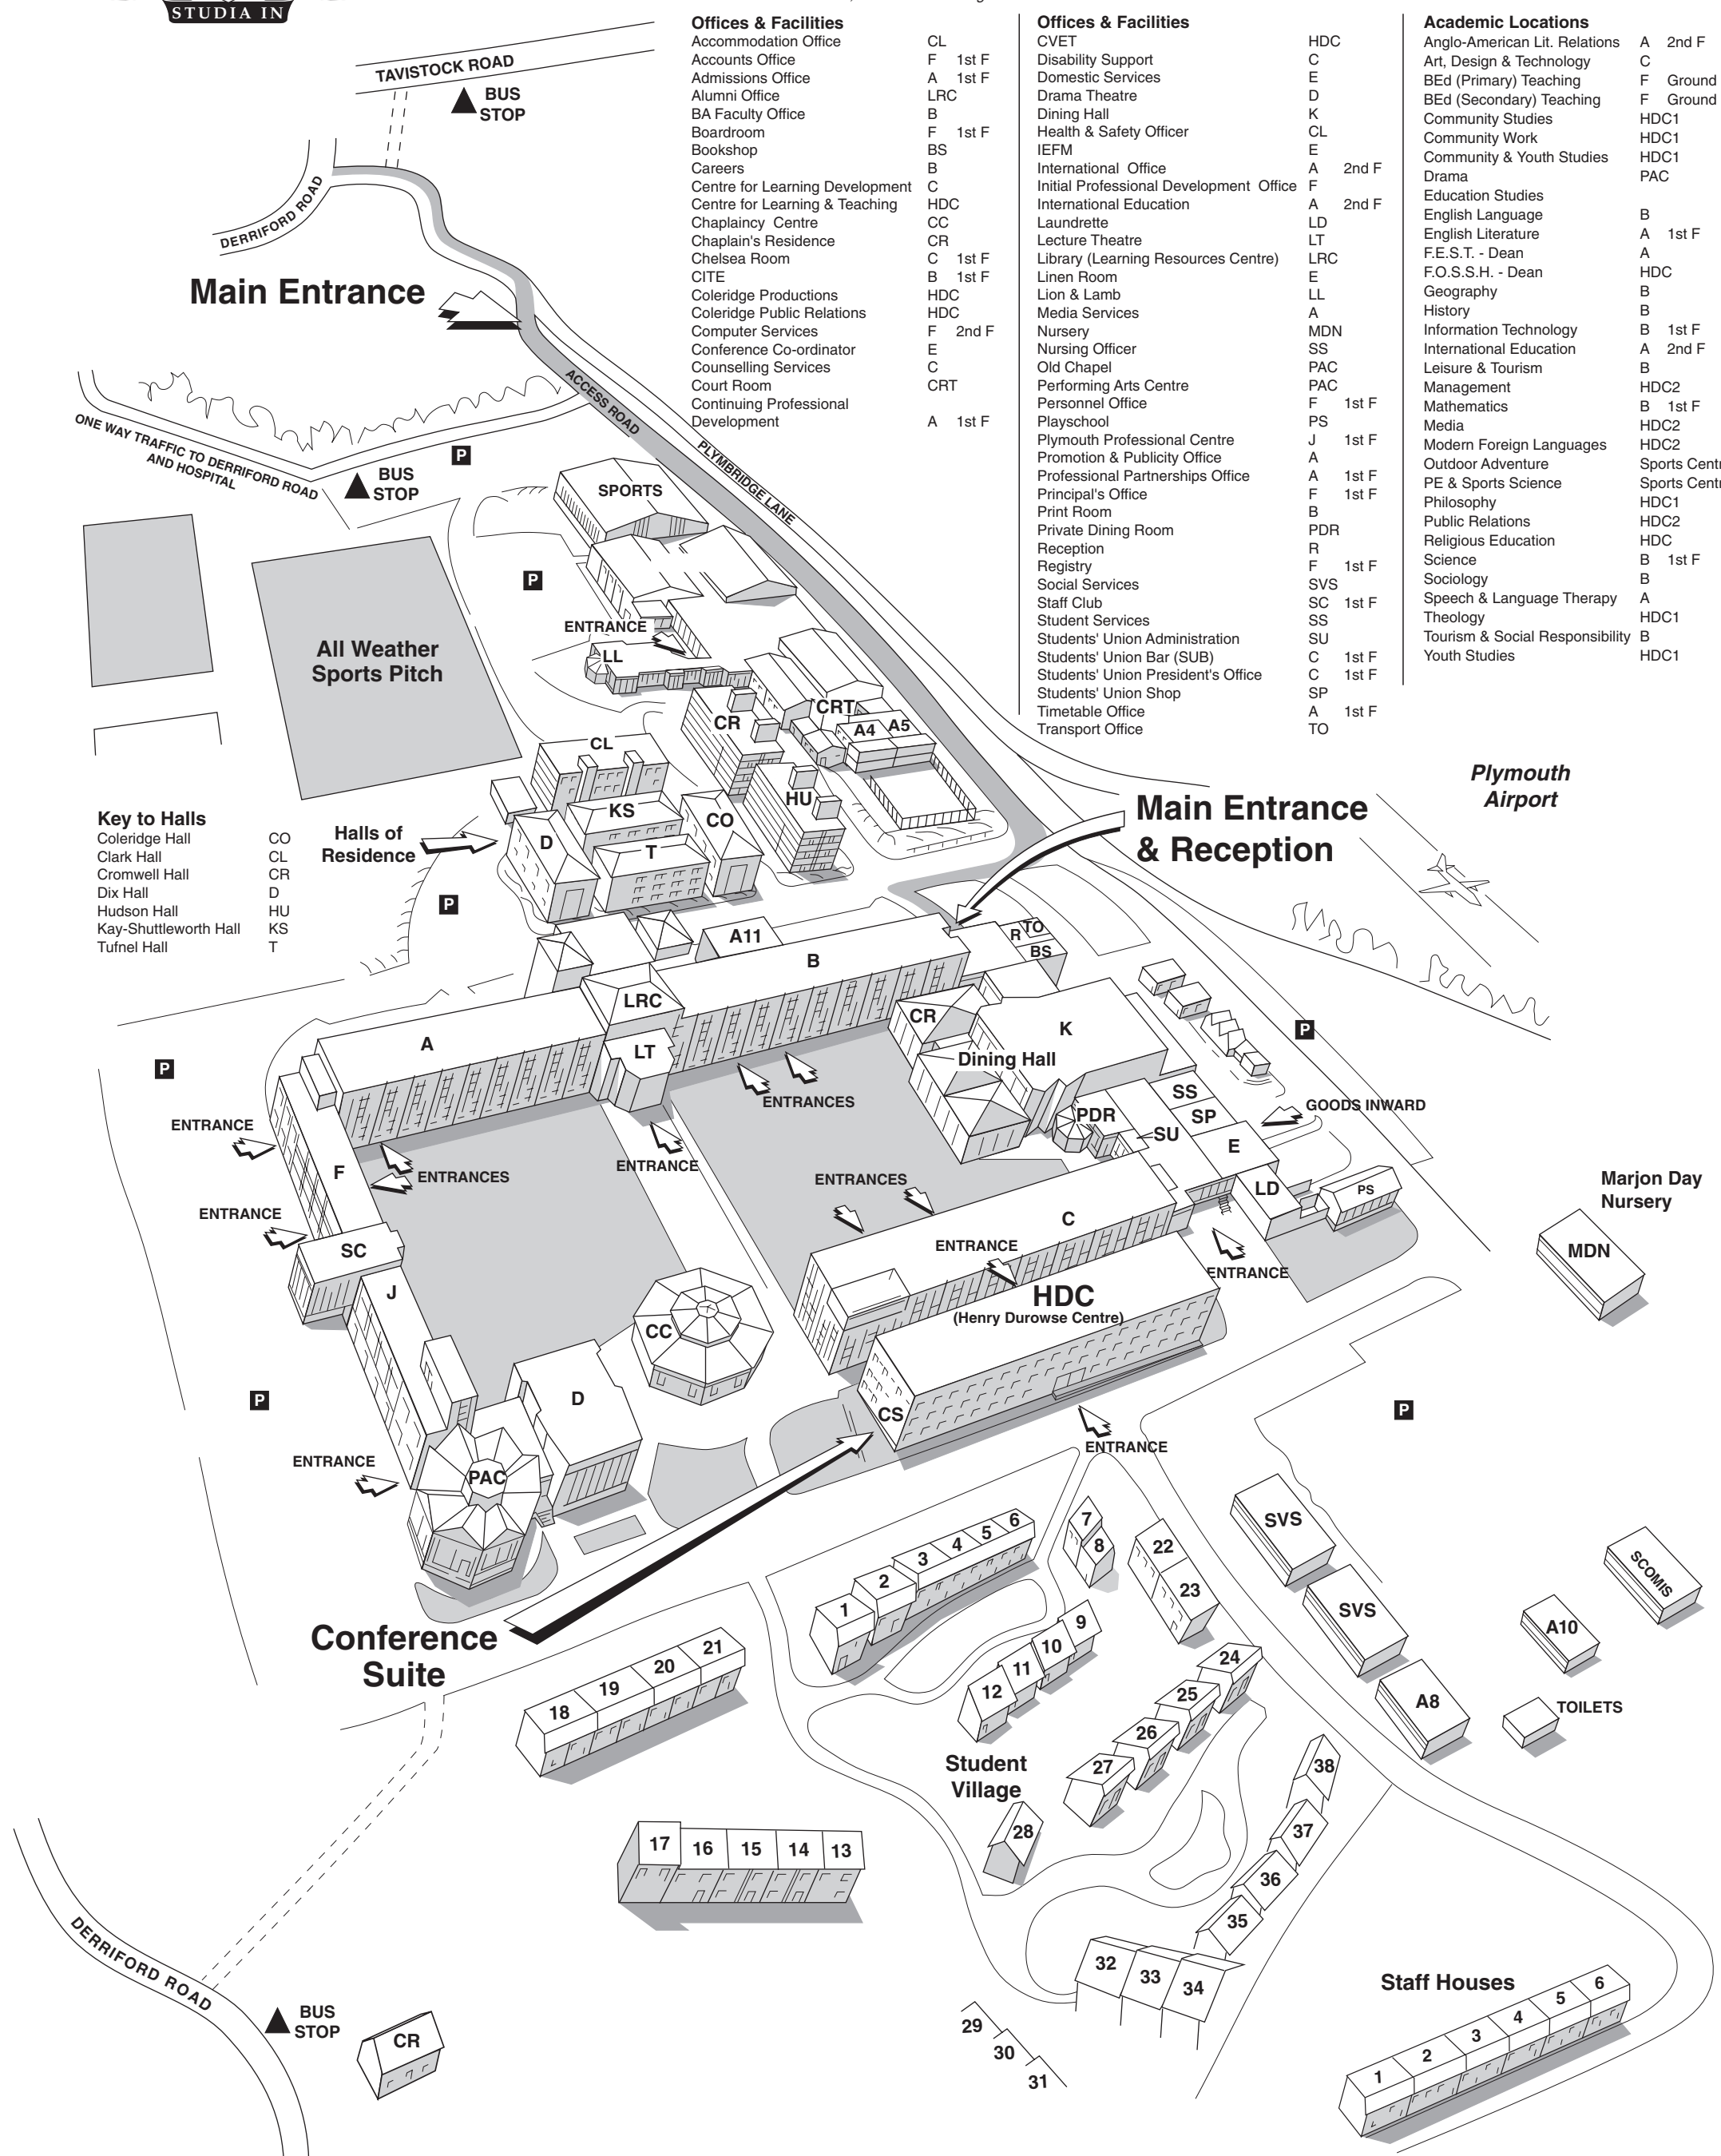 STUDIA IN
TAVISTOCK ROAD
BUS
STOP
DERRIFORD ROAD
Main Entrance
ACCESS ROAD
PLYMBRIDGE LANE
ONE WAY TRAFFIC TO DERRIFORD ROAD
AND HOSPITAL
P
BUS
STOP
Offices & Facilities
Accommodation Office CL
Accounts Office F 1st F
Admissions Office A 1st F
Alumni Office LRC
BA Faculty Office B
Boardroom F 1st F
Bookshop BS
Careers B
Centre for Learning Development C
Centre for Learning & Teaching HDC
Chaplaincy Centre CC
Chaplain's Residence CR
Chelsea Room C 1st F
CITE B 1st F
Coleridge Productions HDC
Coleridge Public Relations HDC
Computer Services F 2nd F
Conference Co-ordinator E
Counselling Services C
Court Room CRT
Continuing Professional
Development A 1st F
Offices & Facilities
CVET HDC
Disability Support C
Domestic Services E
Drama Theatre D
Dining Hall K
Health & Safety Officer CL
IEFM E
International Office A 2nd F
Initial Professional Development Office F
International Education A 2nd F
Laundrette LD
Lecture Theatre LT
Library (Learning Resources Centre) LRC
Linen Room E
Lion & Lamb LL
Media Services A
Nursery MDN
Nursing Officer SS
Old Chapel PAC
Performing Arts Centre PAC
Personnel Office F 1st F
Playschool PS
Plymouth Professional Centre J 1st F
Promotion & Publicity Office A
Professional Partnerships Office A 1st F
Principal's Office F 1st F
Print Room B
Private Dining Room PDR
Reception R
Registry F 1st F
Social Services SVS
Staff Club SC 1st F
Student Services SS
Students' Union Administration SU
Students' Union Bar (SUB) C 1st F
Students' Union President's Office C 1st F
Students' Union Shop SP
Timetable Office A 1st F
Transport Office TO
Academic Locations
Anglo-American Lit. Relations A 2nd F
Art, Design & Technology C
BEd (Primary) Teaching F Ground
BEd (Secondary) Teaching F Ground
Community Studies HDC1
Community Work HDC1
Community & Youth Studies HDC1
Drama PAC
Education Studies
English Language B
English Literature A 1st F
F.E.S.T. - Dean A
F.O.S.S.H. - Dean HDC
Geography B
History B
Information Technology B 1st F
International Education A 2nd F
Leisure & Tourism B
Management HDC2
Mathematics B 1st F
Media HDC2
Modern Foreign Languages HDC2
Outdoor Adventure Sports
PE & Sports Science Sports
Philosophy HDC1
Public Relations HDC2
Religious Education HDC
Science B 1st F
Sociology B
Speech & Language Therapy A
Theology HDC1
Tourism & Social Responsibility B
Youth Studies HDC1
SPORTS
P
ENTRANCE
LL
All Weather
Sports Pitch
CR
CRT
A4
A5
CL
HU
KS
CO
D
T
Key to Halls
Coleridge Hall CO
Clark Hall CL
Cromwell Hall CR
Dix Hall D
Hudson Hall HU
Kay-Shuttleworth Hall KS
Tufnel Hall T
Halls of
Residence
P
Main Entrance
& Reception
Plymouth
Airport
A11
B
R
TO
BS
LRC
CR
K
A
LT
Dining Hall
P
P
ENTRANCES
SS
SP
PDR
SU
E
GOODS INWARD
ENTRANCE
F
ENTRANCES
ENTRANCE
ENTRANCES
LD
PS
Marjon Day
Nursery
MDN
ENTRANCE
SC
C
ENTRANCE
ENTRANCE
J
HDC
(Henry Durowse Centre)
CC
P
D
CS
P
ENTRANCE
ENTRANCE
PAC
Conference
Suite
1
2
3
4
5
6
7
8
22
23
SVS
SVS
SCOMIS
A10
A8
TOILETS
9
10
11
12
24
25
26
27
28
Student
Village
18
19
20
21
17
16
15
14
13
38
37
36
35
32
33
34
29
30
31
Staff Houses
1
2
3
4
5
6
DERRIFORD ROAD
BUS
STOP
CR